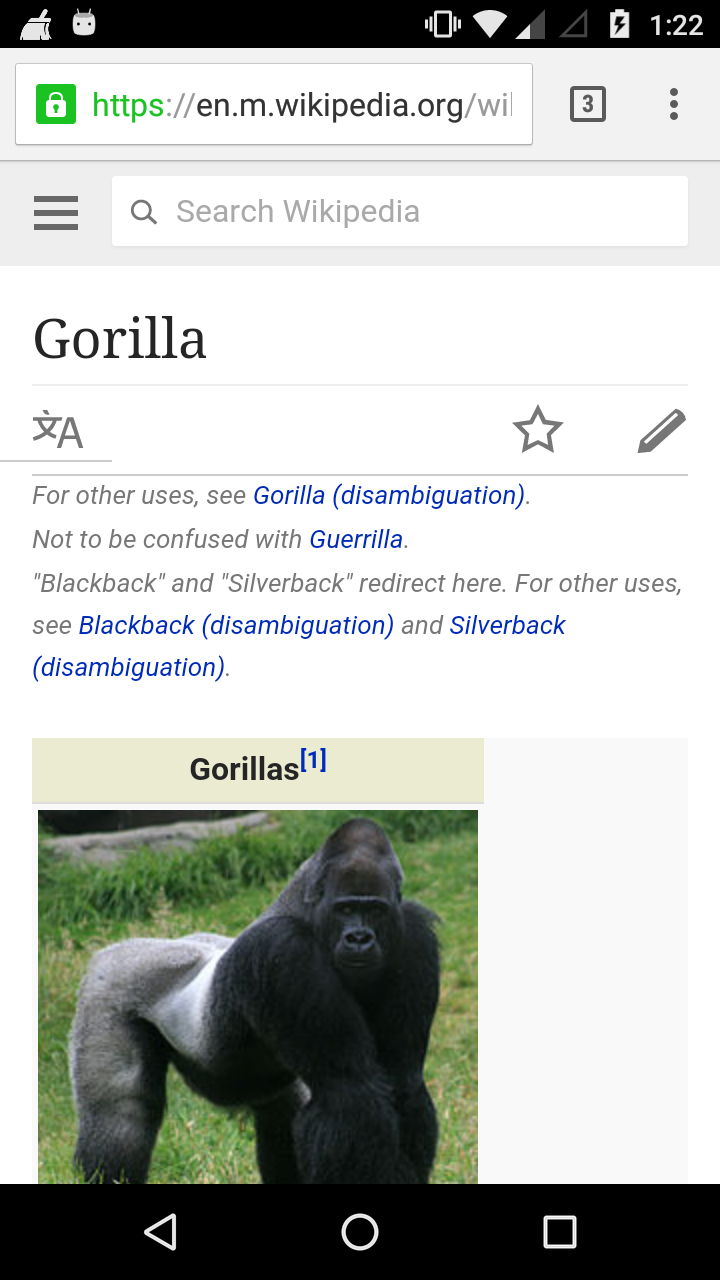 1:22
https://en.m.wikipedia.org/wi
3
Search Wikipedia
Gorilla
文A
For other uses, see Gorilla (disambiguation).
Not to be confused with Guerrilla.
"Blackback" and "Silverback" redirect here. For other uses,
see Blackback (disambiguation) and Silverback
(disambiguation).
Gorillas[1]